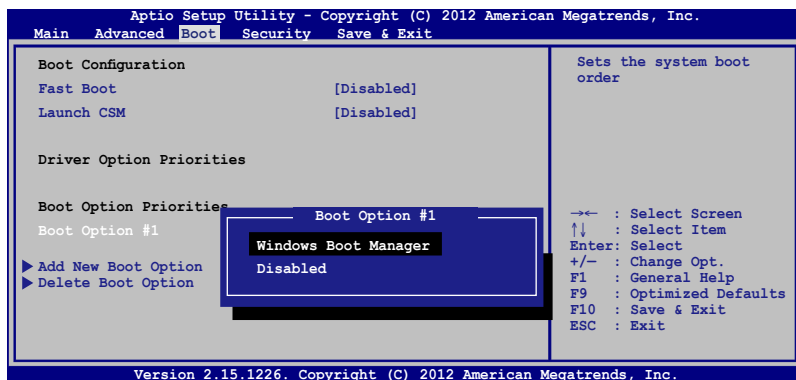 Aptio Setup Utility - Copyright (C) 2012 American Megatrends, Inc.
Main Advanced Boot Security Save & Exit
Boot Configuration
Fast Boot [Disabled]
Launch CSM [Disabled]
Driver Option Priorities
Boot Option Priorities
Boot Option #1
Add New Boot Option
Delete Boot Option
Boot Option #1
Windows Boot Manager
Disabled
Sets the system boot
order
→← : Select Screen
↑↓ : Select Item
Enter: Select
+/— : Change Opt.
F1 : General Help
F9 : Optimized Defaults
F10 : Save & Exit
ESC : Exit
Version 2.15.1226. Copyright (C) 2012 American Megatrends, Inc.